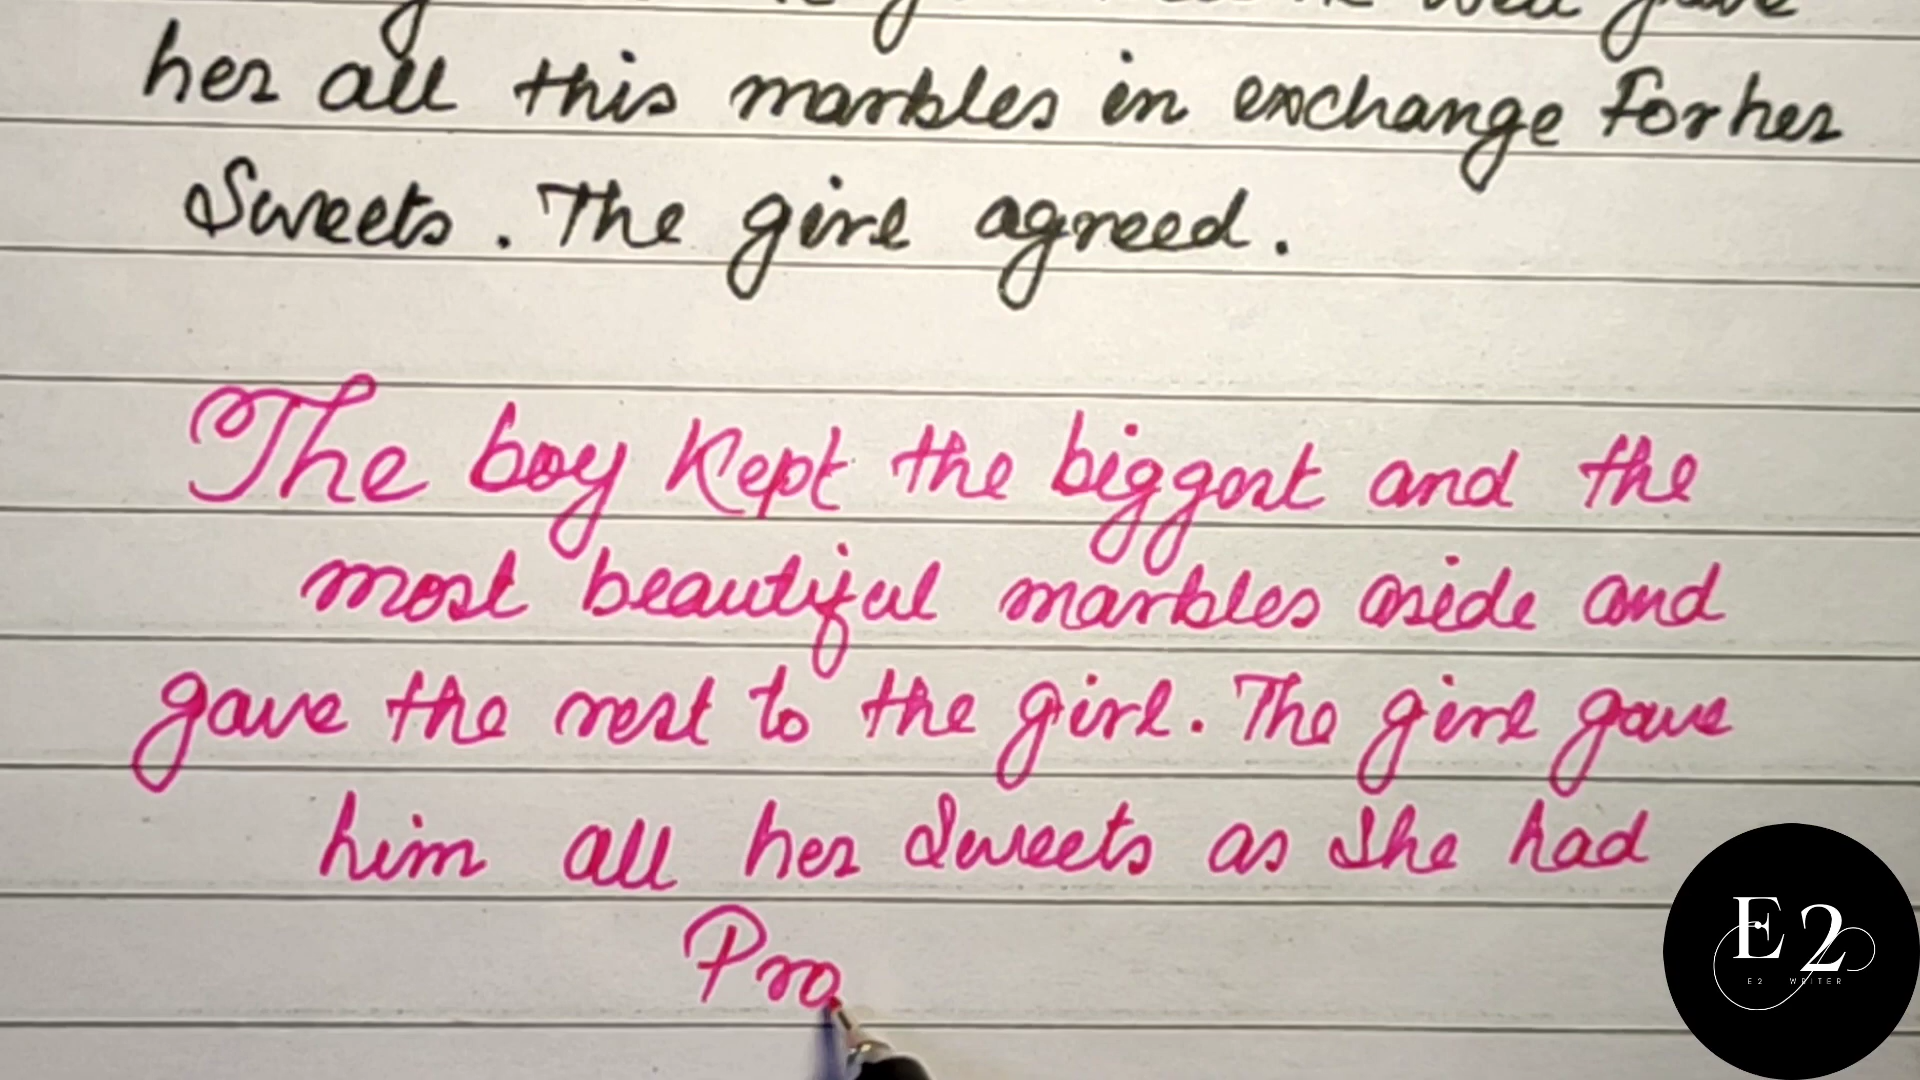 her all this marbles in exchange for her
Sweets. The girl agreed.
The boy kept the biggest and the
most beautiful marbles aside and
gave the rest to the girl. The girl gave
him all her Sweets as She had
Pro
E2
E2 WRITER